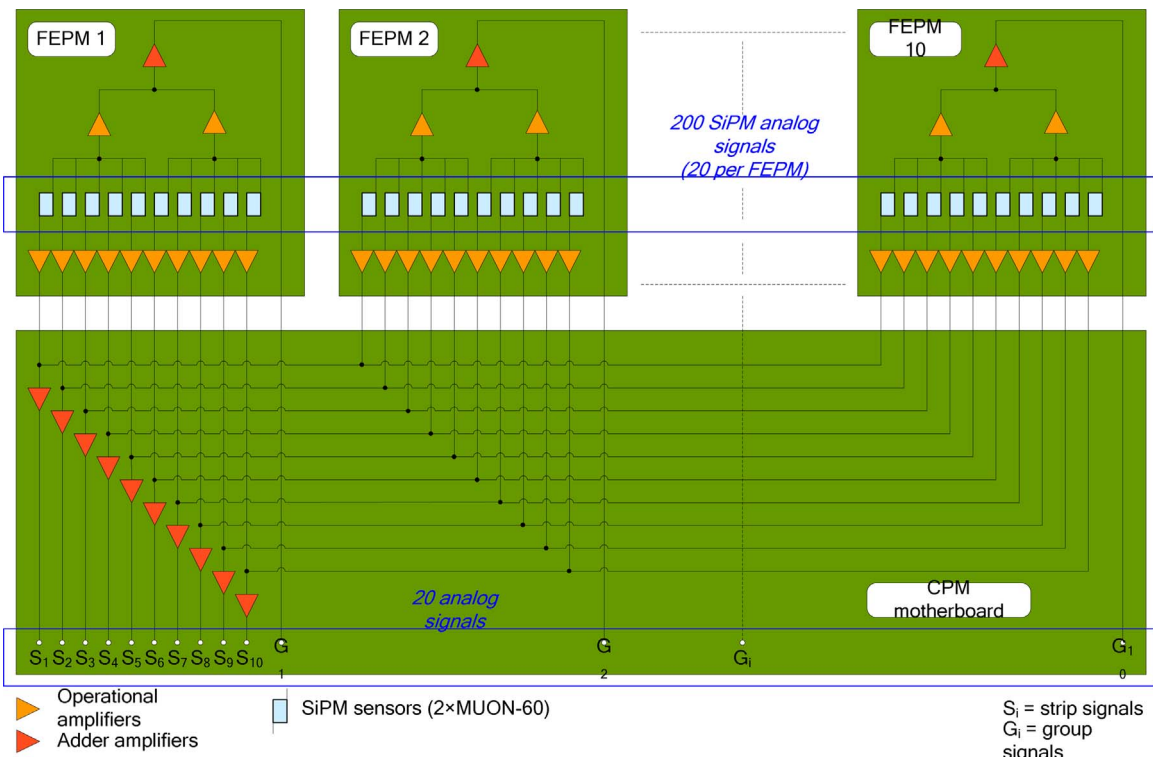 FEPM 1
FEPM 2
FEPM
10
200 SiPM analog
signals
(20 per FEPM)
20 analog
signals
CPM
motherboard
S1 S2 S3 S4 S5 S6 S7 S8 S9 S10
G
1
G
2
Gi
G1
0
Operational
amplifiers
Adder amplifiers
SiPM sensors (2×MUON-60)
Si = strip signals
Gi = group
signals